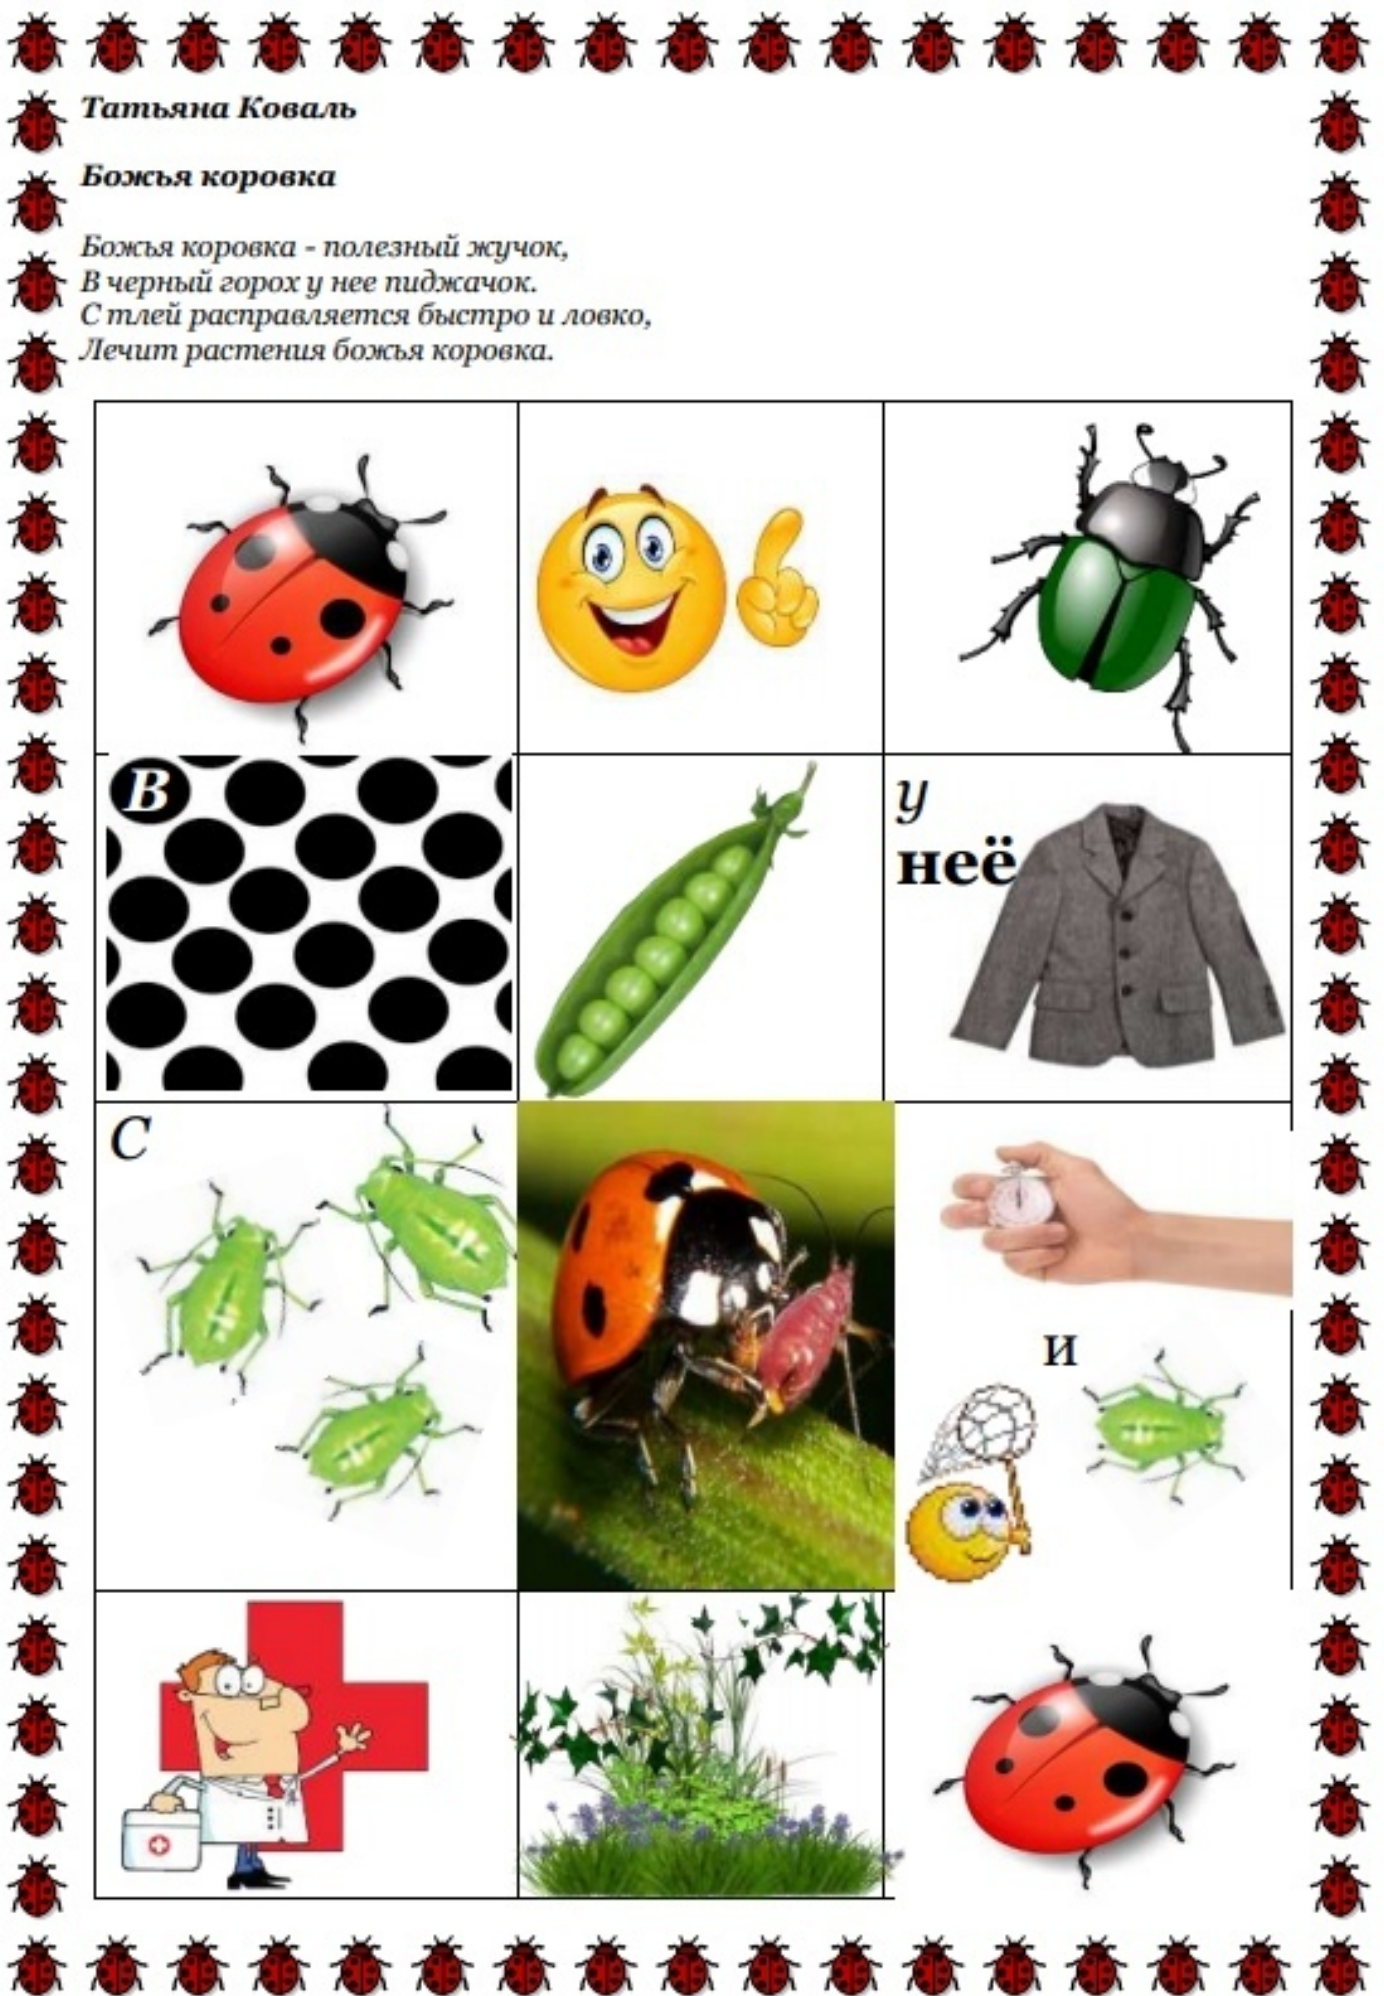 Татьяна Коваль
Божья коровка
Божья коровка - полезный жучок,
В черный горох у нее пиджачок.
С тлей расправляется быстро и ловко,
Лечит растения божья коровка.
В
у
неё
С
и